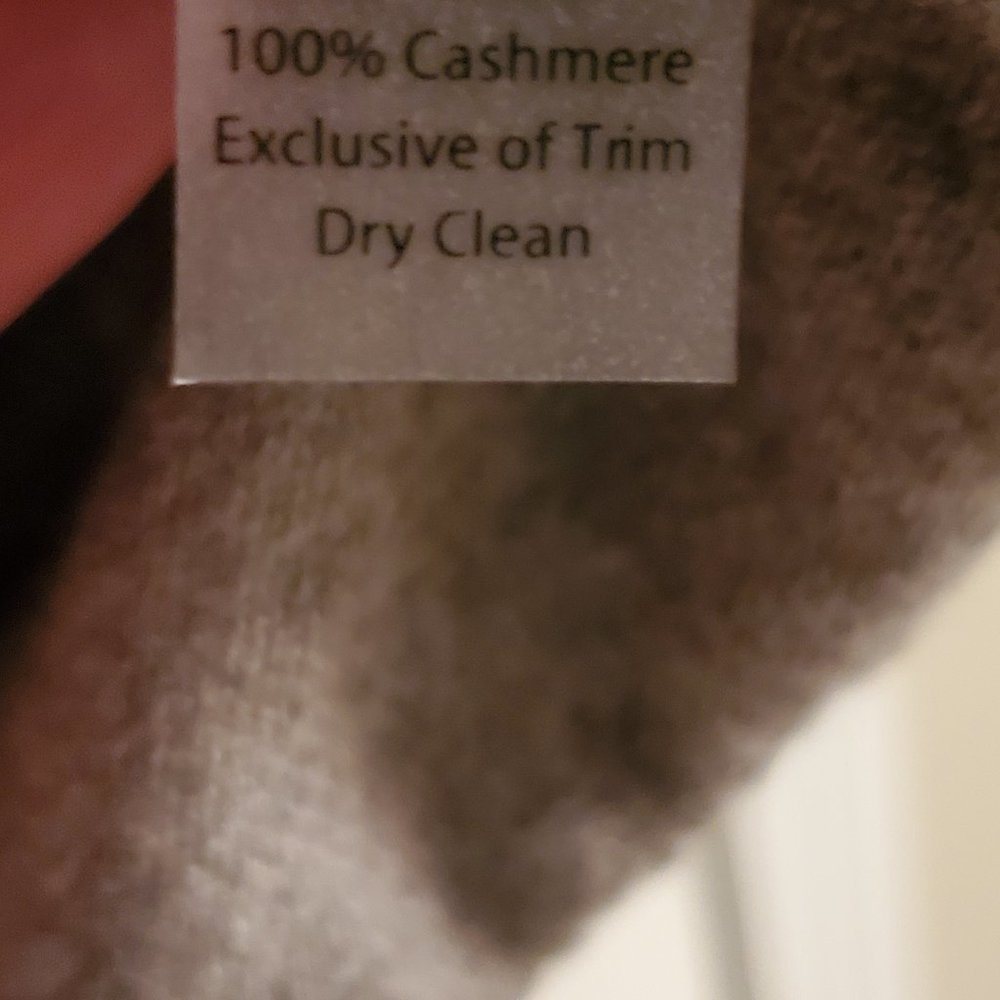 100% Cashmere
Exclusive of Trim
Dry Clean